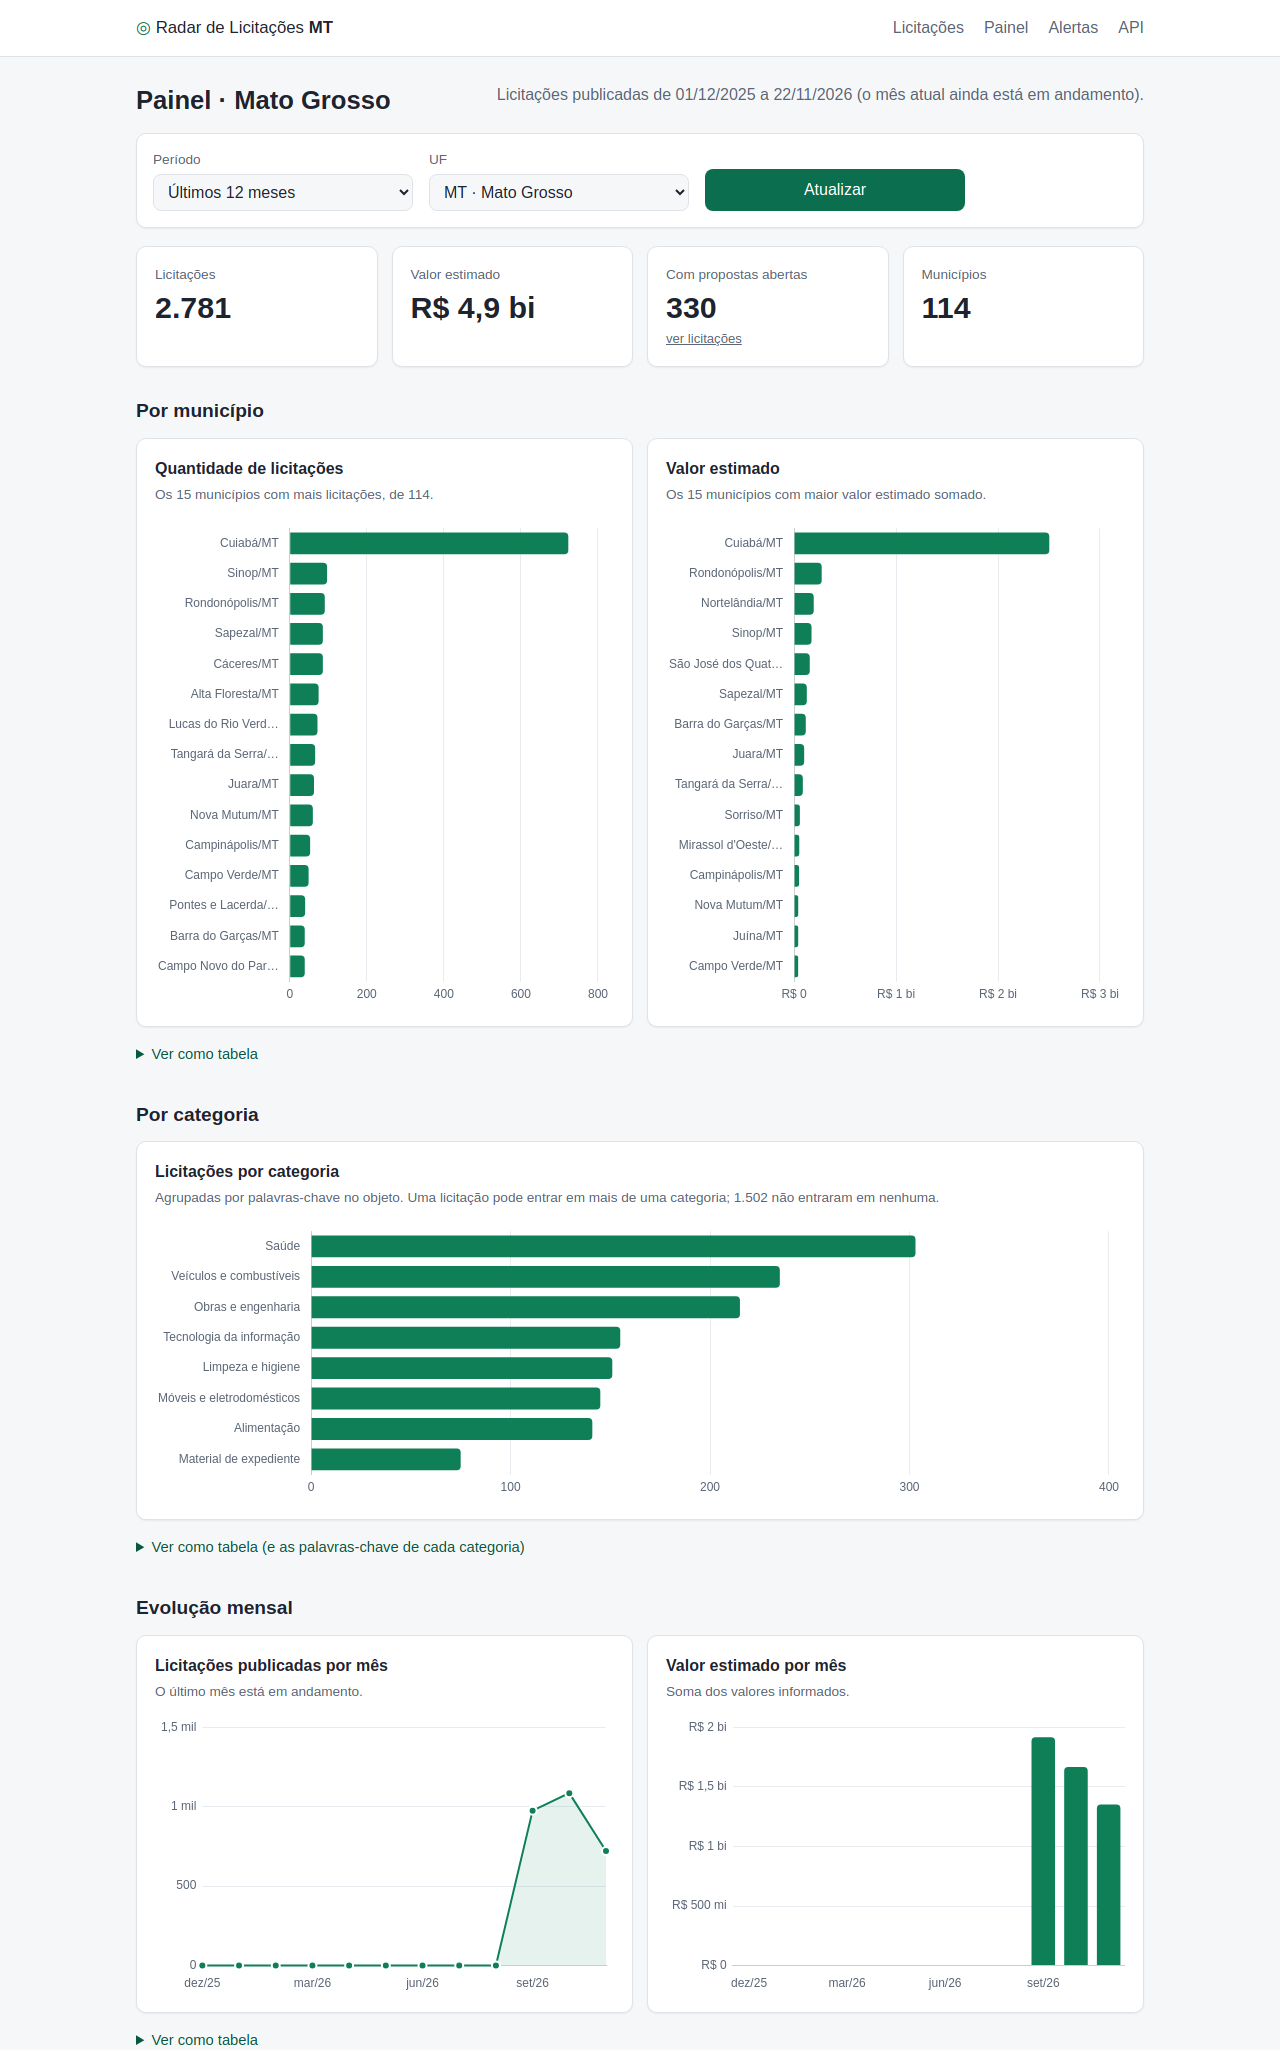 ◎ Radar de Licitações MT
Licitações Painel Alertas API
Painel · Mato Grosso
Licitações publicadas de 01/12/2025 a 22/11/2026 (o mês atual ainda está em andamento).
Período
UF
Últimos 12 meses
MT · Mato Grosso
Atualizar
Licitações
2.781
Valor estimado
R$ 4,9 bi
Com propostas abertas
330
ver licitações
Municípios
114
Por município
Quantidade de licitações
Os 15 municípios com mais licitações, de 114.
Cuiabá/MT
Sinop/MT
Rondonópolis/MT
Sapezal/MT
Cáceres/MT
Alta Floresta/MT
Lucas do Rio Verd…
Tangará da Serra/…
Juara/MT
Nova Mutum/MT
Campinápolis/MT
Campo Verde/MT
Pontes e Lacerda/…
Barra do Garças/MT
Campo Novo do Par…
0 200 400 600 800
Valor estimado
Os 15 municípios com maior valor estimado somado.
Cuiabá/MT
Rondonópolis/MT
Nortelândia/MT
Sinop/MT
São José dos Quat…
Sapezal/MT
Barra do Garças/MT
Juara/MT
Tangará da Serra/…
Sorriso/MT
Mirassol d'Oeste/…
Campinápolis/MT
Nova Mutum/MT
Juína/MT
Campo Verde/MT
R$ 0 R$ 1 bi R$ 2 bi R$ 3 bi
Ver como tabela
Por categoria
Licitações por categoria
Agrupadas por palavras-chave no objeto. Uma licitação pode entrar em mais de uma categoria; 1.502 não entraram em nenhuma.
Saúde
Veículos e combustíveis
Obras e engenharia
Tecnologia da informação
Limpeza e higiene
Móveis e eletrodomésticos
Alimentação
Material de expediente
0 100 200 300 400
Ver como tabela (e as palavras-chave de cada categoria)
Evolução mensal
Licitações publicadas por mês
O último mês está em andamento.
1,5 mil
1 mil
500
0
dez/25 mar/26 jun/26 set/26
Valor estimado por mês
Soma dos valores informados.
R$ 2 bi
R$ 1,5 bi
R$ 1 bi
R$ 500 mi
R$ 0
dez/25 mar/26 jun/26 set/26
Ver como tabela